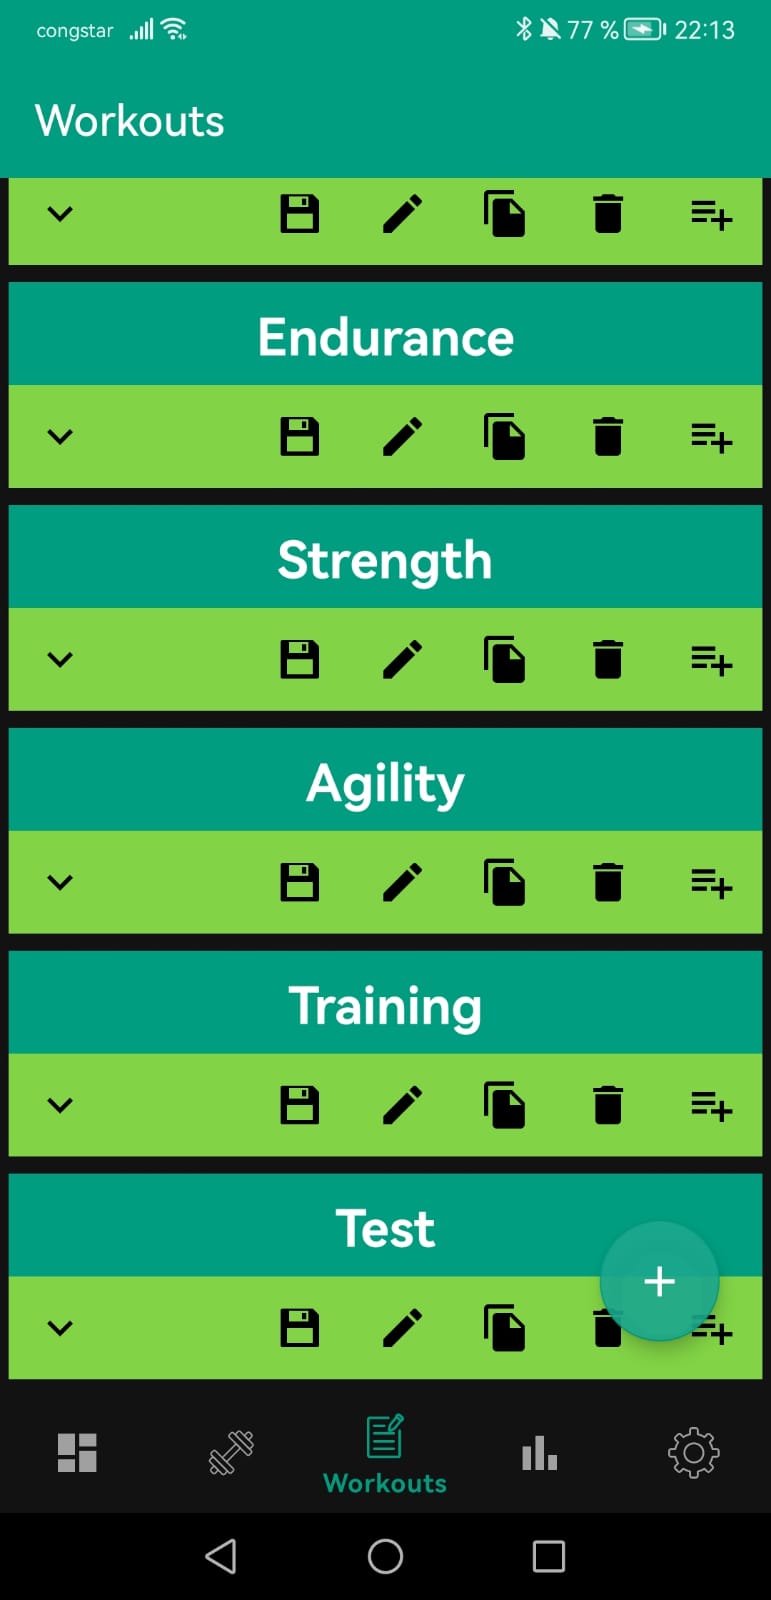 congstar 77 % 22:13
Workouts
Endurance
Strength
Agility
Training
Test
Workouts